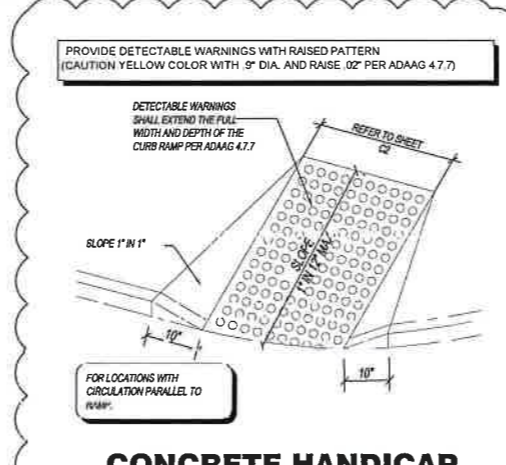 PROVIDE DETECTABLE WARNINGS WITH RAISED PATTERN
(CAUTION YELLOW COLOR WITH .9" DIA. AND RAISE .02" PER ADAAG 4.7.7)
DETECTABLE WARNINGS
SHALL EXTEND THE FULL
WIDTH AND DEPTH OF THE
CURB RAMP PER ADAAG 4.7.7
REFER TO SHEET
C2
SLOPE 1" IN 1"
SLOPE
1" IN 12" MAX
10"
10"
FOR LOCATIONS WITH
CIRCULATION PARALLEL TO
RAMP.
CONCRETE HANDICAP